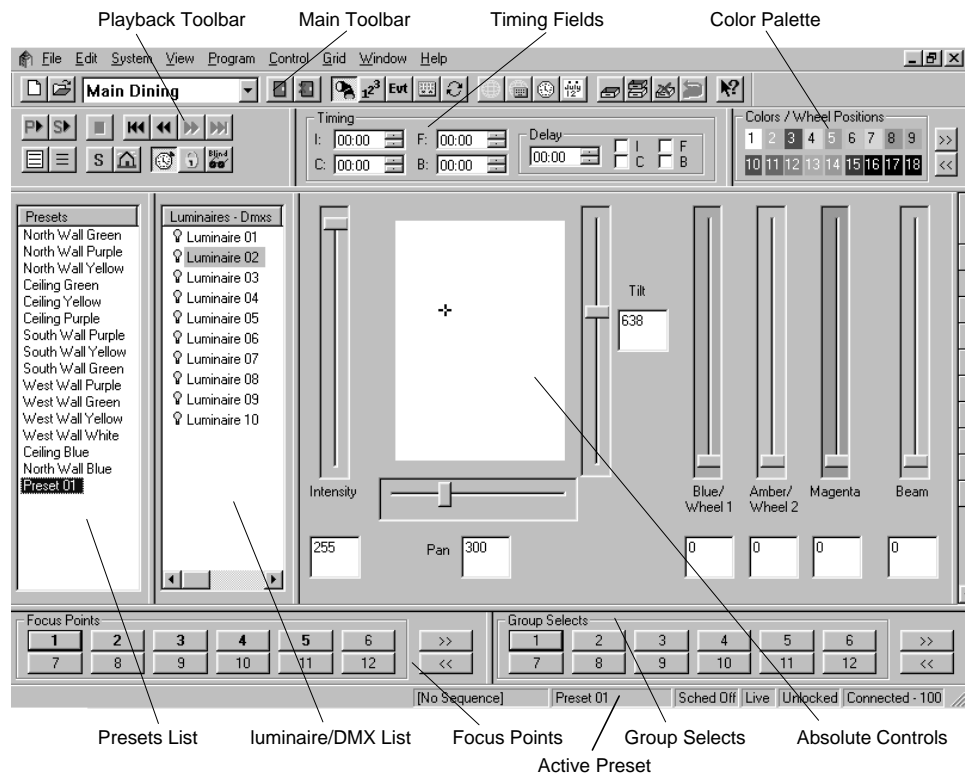 Playback Toolbar Main Toolbar Timing Fields Color Palette
File Edit System View Program Control Grid Window Help
Main Dining
1 2 3 Evt July 12
P S
Timing
I: 00:00 F: 00:00
C: 00:00 B: 00:00
Delay
00:00 I F
C B
Colors / Wheel Positions
1 2 3 4 5 6 7 8 9 >>
10 11 12 13 14 15 16 17 18 <<
S Blind
Presets
North Wall Green
North Wall Purple
North Wall Yellow
Ceiling Green
Ceiling Yellow
Ceiling Purple
South Wall Purple
South Wall Yellow
South Wall Green
West Wall Purple
West Wall Green
West Wall Yellow
West Wall White
Ceiling Blue
North Wall Blue
Preset 01
Luminaires - Dmxs
Luminaire 01
Luminaire 02
Luminaire 03
Luminaire 04
Luminaire 05
Luminaire 06
Luminaire 07
Luminaire 08
Luminaire 09
Luminaire 10
Tilt
638
Intensity
255
Pan 300
Blue/ Wheel 1
0
Amber/ Wheel 2
0
Magenta
0
Beam
0
Focus Points
1 2 3 4 5 6 >>
7 8 9 10 11 12 <<
Group Selects
1 2 3 4 5 6 >>
7 8 9 10 11 12 <<
[No Sequence] Preset 01 Sched Off Live Unlocked Connected - 100
Presets List luminaire/DMX List Focus Points Group Selects Absolute Controls
Active Preset